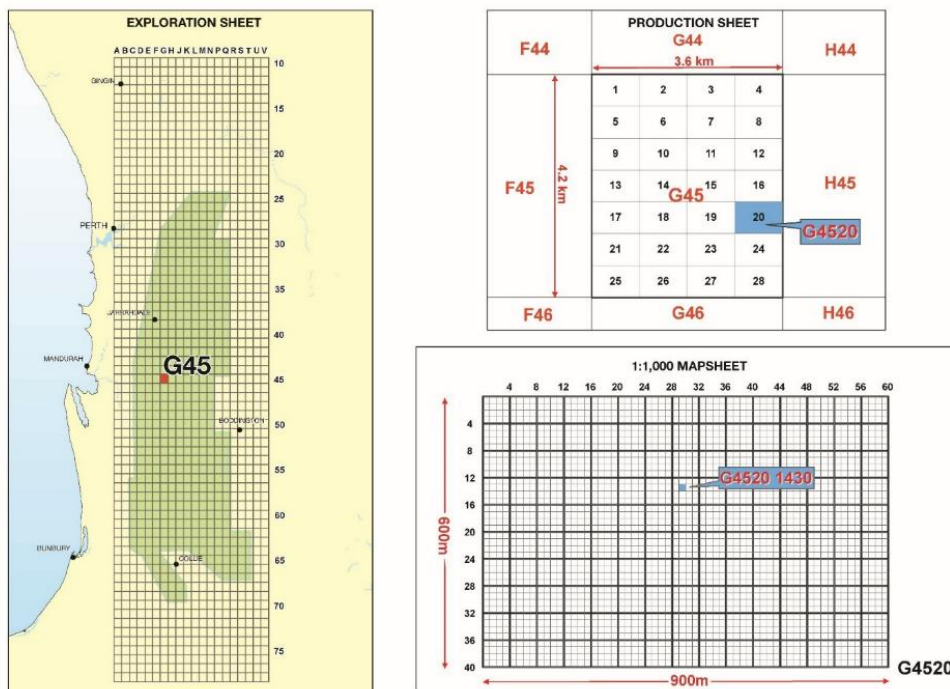 EXPLORATION SHEET
A B C D E F G H J K L M N P Q R S T U V
10
GINGIN
15
20
25
PERTH
30
35
JARRAHDALE
40
MANDURAH
G45
45
BODDINGTON
50
55
60
BUNBURY
COLLIE
65
70
75
PRODUCTION SHEET
F44
G44
H44
3.6 km
1 2 3 4
5 6 7 8
9 10 11 12
4.2 km
13 14 15 16
F45
G45
H45
17 18 19 20
G4520
21 22 23 24
25 26 27 28
F46
G46
H46
1:1,000 MAPSHEET
4 8 12 16 20 24 28 32 36 40 44 48 52 56 60
4
8
12
G4520 1430
16
20
600m
24
28
32
36
40
G4520
900m